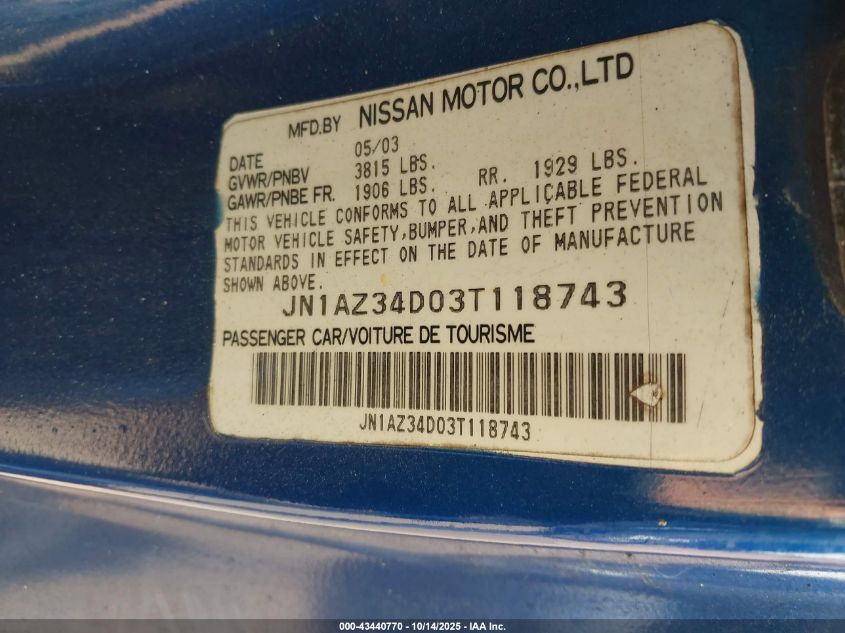 MFD.BY NISSAN MOTOR CO.,LTD
DATE 05/03
GVWR/PNBV 3815 LBS.
GAWR/PNBE FR. 1906 LBS. RR. 1929 LBS.
THIS VEHICLE CONFORMS TO ALL APPLICABLE FEDERAL
MOTOR VEHICLE SAFETY,BUMPER,AND THEFT PREVENTION
STANDARDS IN EFFECT ON THE DATE OF MANUFACTURE
SHOWN ABOVE.
JN1AZ34D03T118743
PASSENGER CAR/VOITURE DE TOURISME
JN1AZ34D03T118743
000-43440770 - 10/14/2025 - IAA Inc.